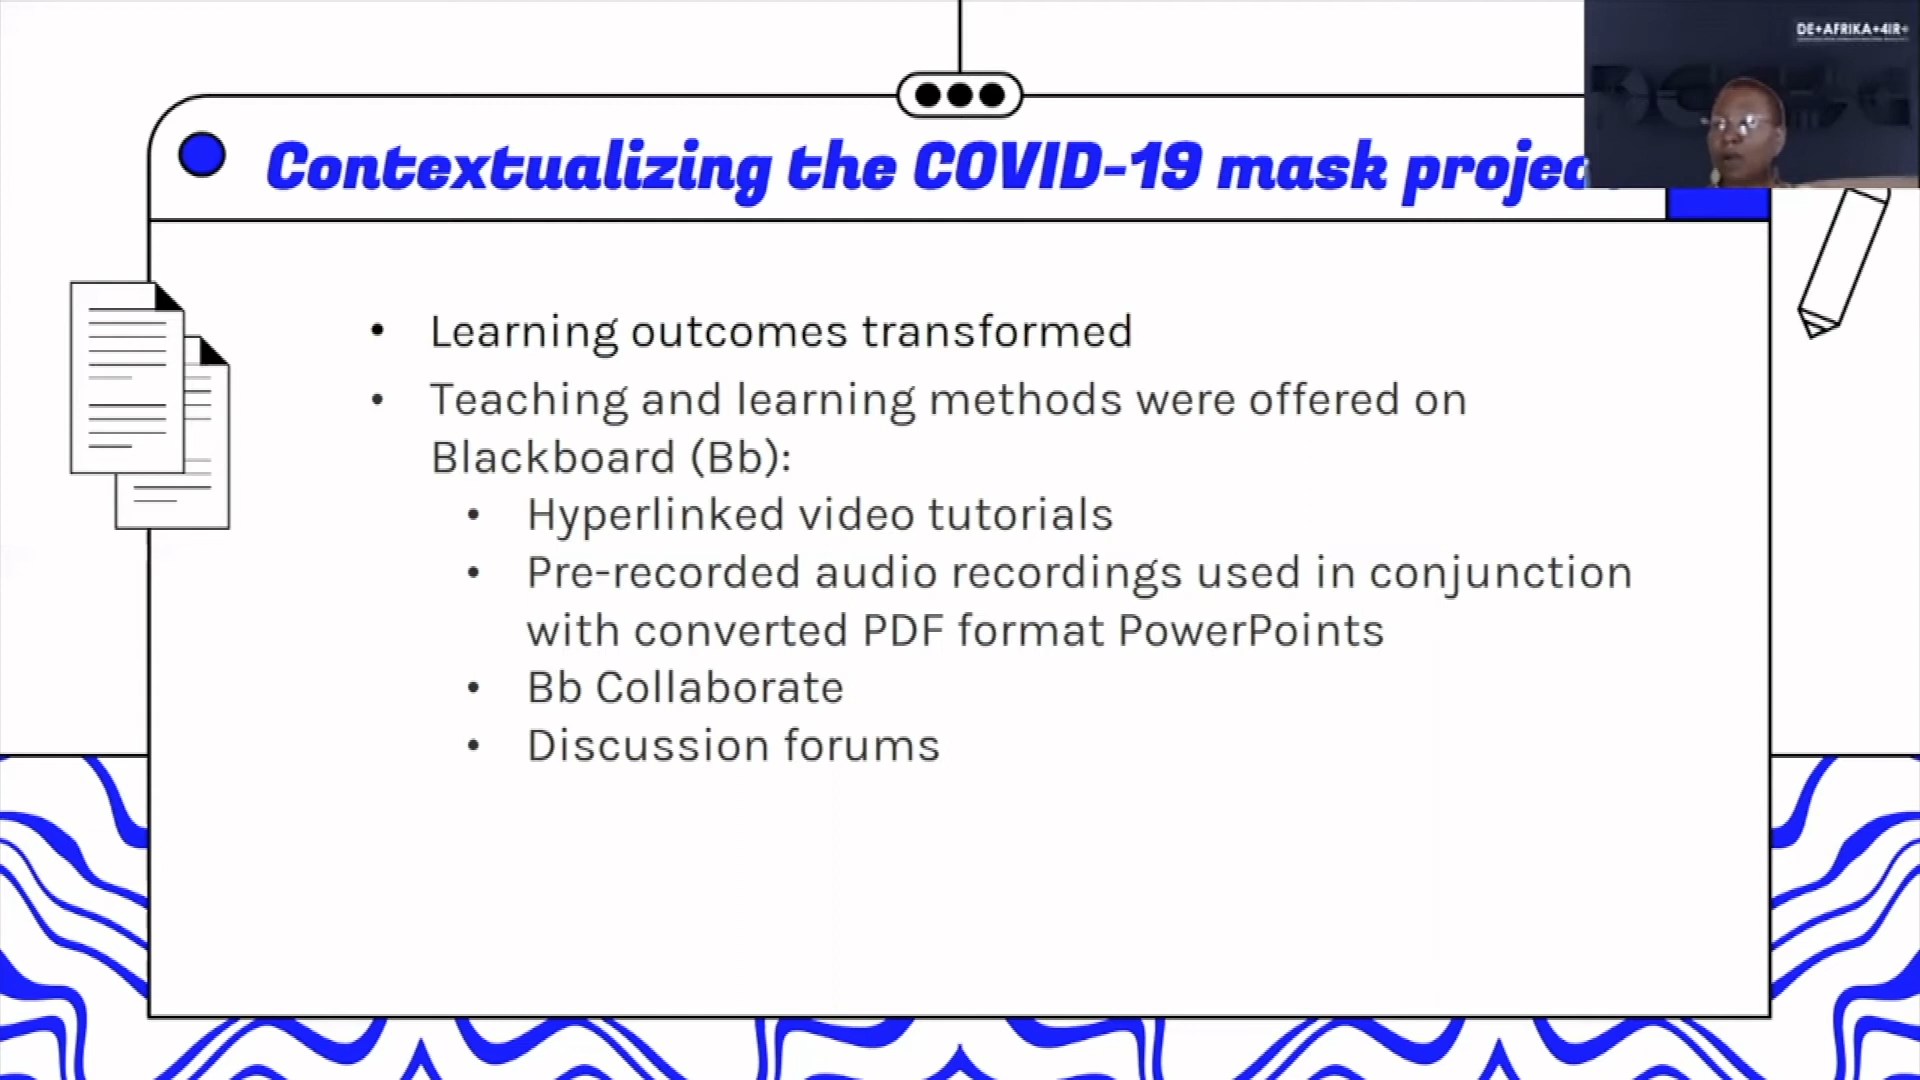 DE+AFRIKA+4IR+
Contextualizing the COVID-19 mask
• Learning outcomes transformed
• Teaching and learning methods were offered on
Blackboard (Bb):
• Hyperlinked video tutorials
• Pre-recorded audio recordings used in conjunction
with converted PDF format PowerPoints
• Bb Collaborate
• Discussion forums